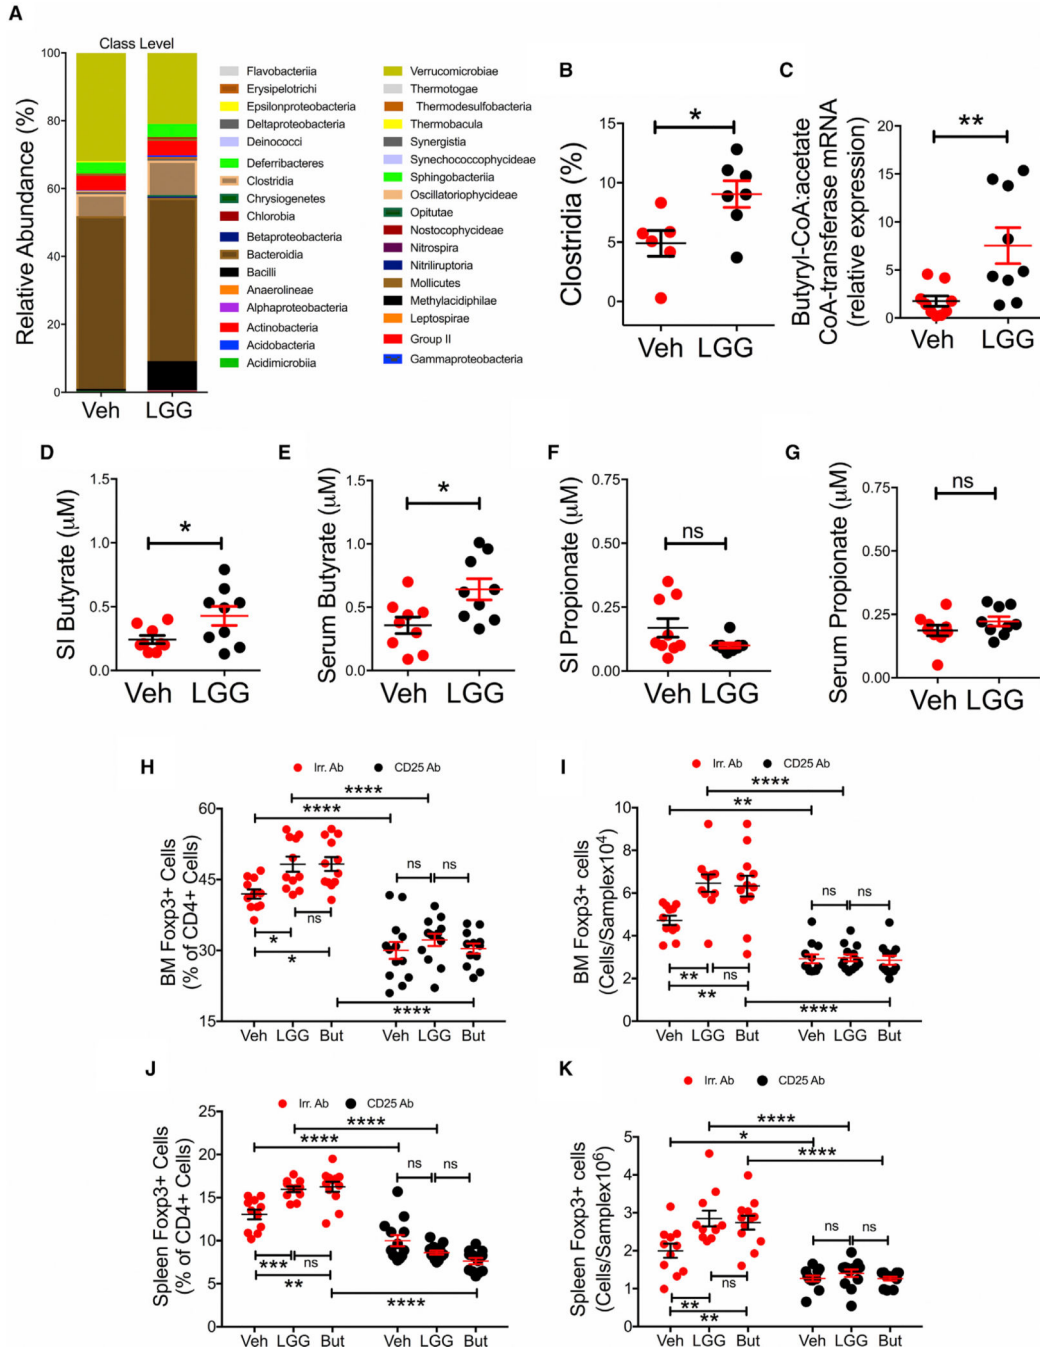 A
Class Level
Relative Abundance (%)
100
80
60
40
20
0
Veh LGG
Flavobacteriia
Erysipelotrichi
Epsilonproteobacteria
Deltaproteobacteria
Deinococci
Deferribacteres
Clostridia
Chrysiogenetes
Chlorobia
Betaproteobacteria
Bacteroidia
Bacilli
Anaerolineae
Alphaproteobacteria
Actinobacteria
Acidobacteria
Acidimicrobiia
Verrucomicrobiae
Thermotogae
Thermodesulfobacteria
Thermobacula
Synergistia
Synechococcophycideae
Sphingobacteriia
Oscillatoriophycideae
Opitutae
Nostocophycideae
Nitrospira
Nitriliruptoria
Mollicutes
Methylacidiphilae
Leptospirae
Group II
Gammaproteobacteria
B
Clostridia (%)
15
10
5
0
*
Veh LGG
C
Butyryl-CoA:acetate
CoA-transferase mRNA
(relative expression)
20
15
10
5
0
**
Veh LGG
D
SI Butyrate (µM)
1.5
1.0
0.5
0.0
*
Veh LGG
E
Serum Butyrate (µM)
1.5
1.0
0.5
0.0
*
Veh LGG
F
SI Propionate (µM)
0.75
0.50
0.25
0.00
ns
Veh LGG
G
Serum Propionate (µM)
0.75
0.50
0.25
0.00
ns
Veh LGG
H
Irr. Ab CD25 Ab
BM Foxp3+ Cells
(% of CD4+ Cells)
60
45
30
15
****
****
ns ns
ns
*
*
****
Veh LGG But Veh LGG But
I
Irr. Ab CD25 Ab
BM Foxp3+ cells
(Cells/Samplex10⁴)
10
8
6
4
2
0
****
**
ns ns
** ns
**
****
Veh LGG But Veh LGG But
J
Irr. Ab CD25 Ab
Spleen Foxp3+ Cells
(% of CD4+ Cells)
25
20
15
10
5
0
****
****
ns ns
*** ns
**
****
Veh LGG But Veh LGG But
K
Irr. Ab CD25 Ab
Spleen Foxp3+ cells
(Cells/Samplex10⁶)
5
4
3
2
1
0
****
*
****
ns ns
ns
**
**
Veh LGG But Veh LGG But